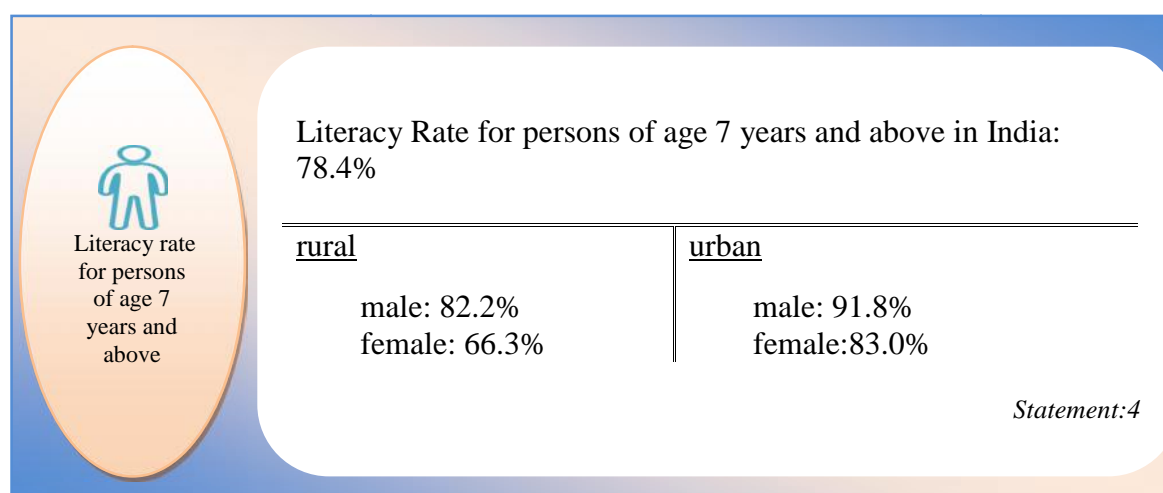 Literacy rate
for persons
of age 7
years and
above
Literacy Rate for persons of age 7 years and above in India:
78.4%
rural
male: 82.2%
female: 66.3%
urban
male: 91.8%
female:83.0%
Statement:4